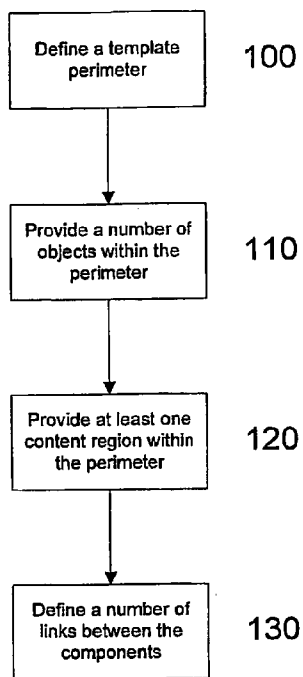 Define a template
perimeter
100
Provide a number of
objects within the
perimeter
110
Provide at least one
content region within
the perimeter
120
Define a number of
links between the
components
130